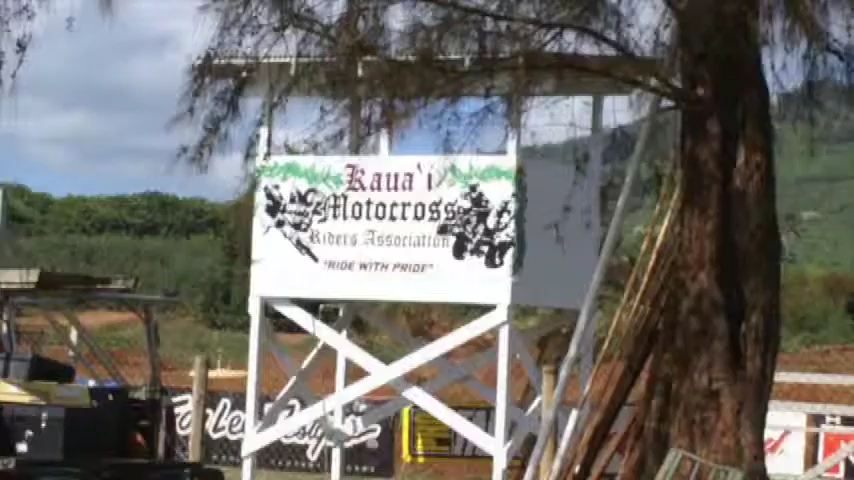 Kaua`i
Motocross
Riders Association
"RIDE WITH PRIDE"